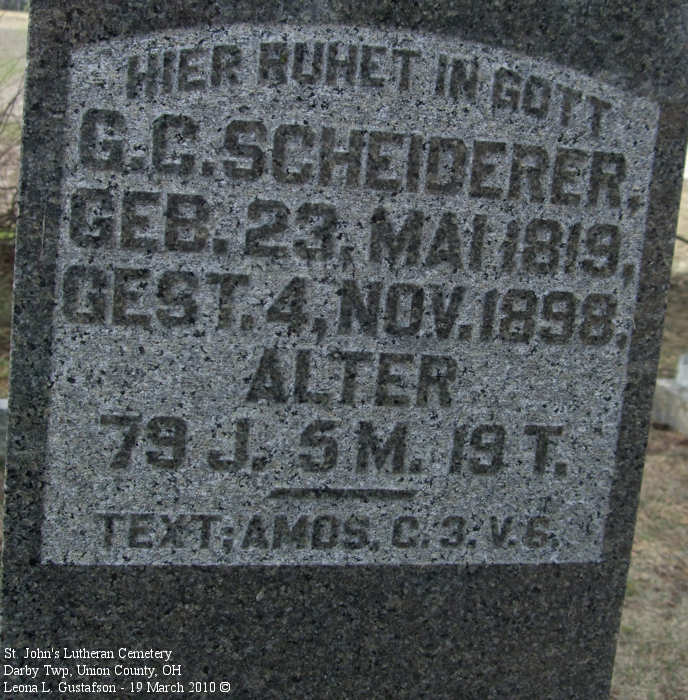 HIER RUHET IN GOTT
G.C. SCHEIDERER.
GEB. 23, MAI 1819,
GEST. 4, NOV. 1898.
ALTER
79 J. 5 M. 19 T.
TEXT; AMOS, C. 3. V. 6.
St. John's Lutheran Cemetery
Darby Twp, Union County, OH
Leona L. Gustafson - 19 March 2010 ©